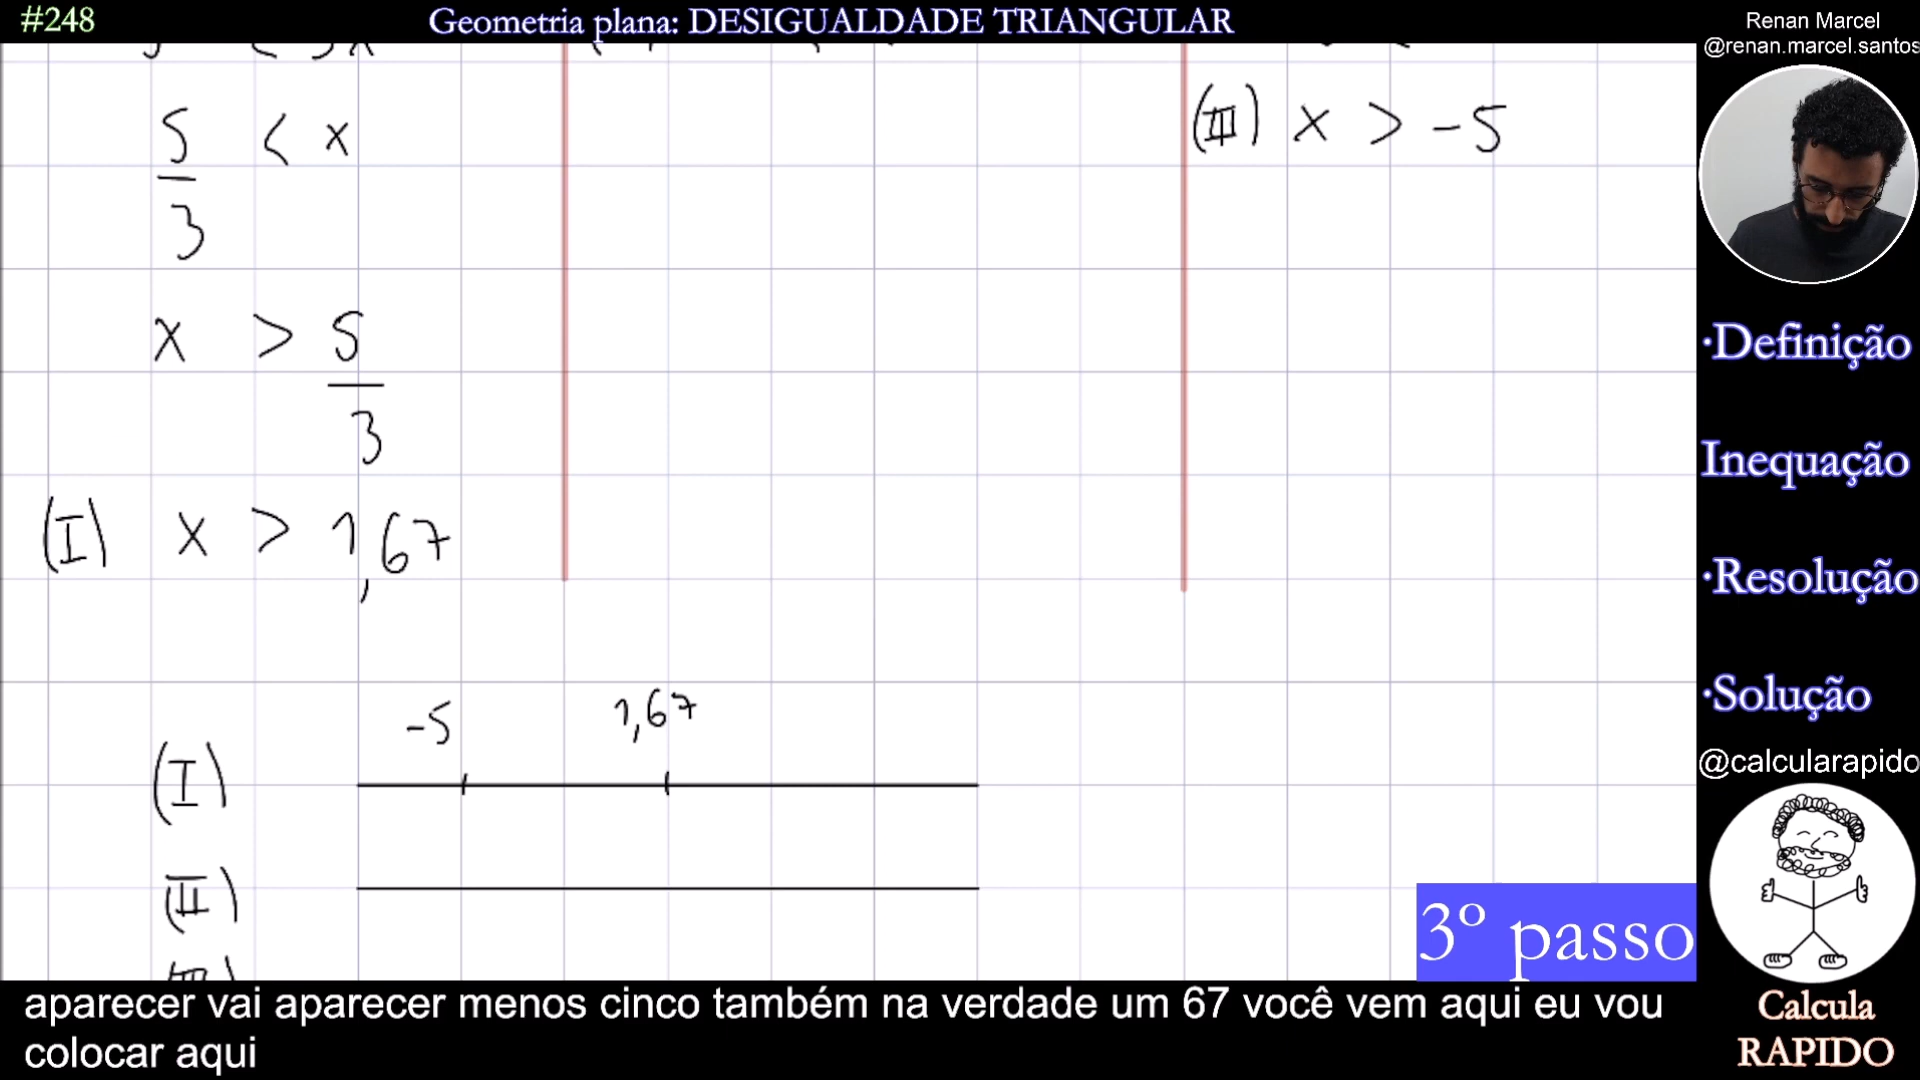 #248
Geometria plana: DESIGUALDADE TRIANGULAR
Renan Marcel
@renan.marcel.santos
5/3 < x
(III) x > -5
x > 5/3
(I) x > 1,67
-5 1,67
(I)
(II)
·Definição
Inequação
·Resolução
·Solução
@calcularapido
3º passo
Calcula
RAPIDO
aparecer vai aparecer menos cinco também na verdade um 67 você vem aqui eu vou
colocar aqui